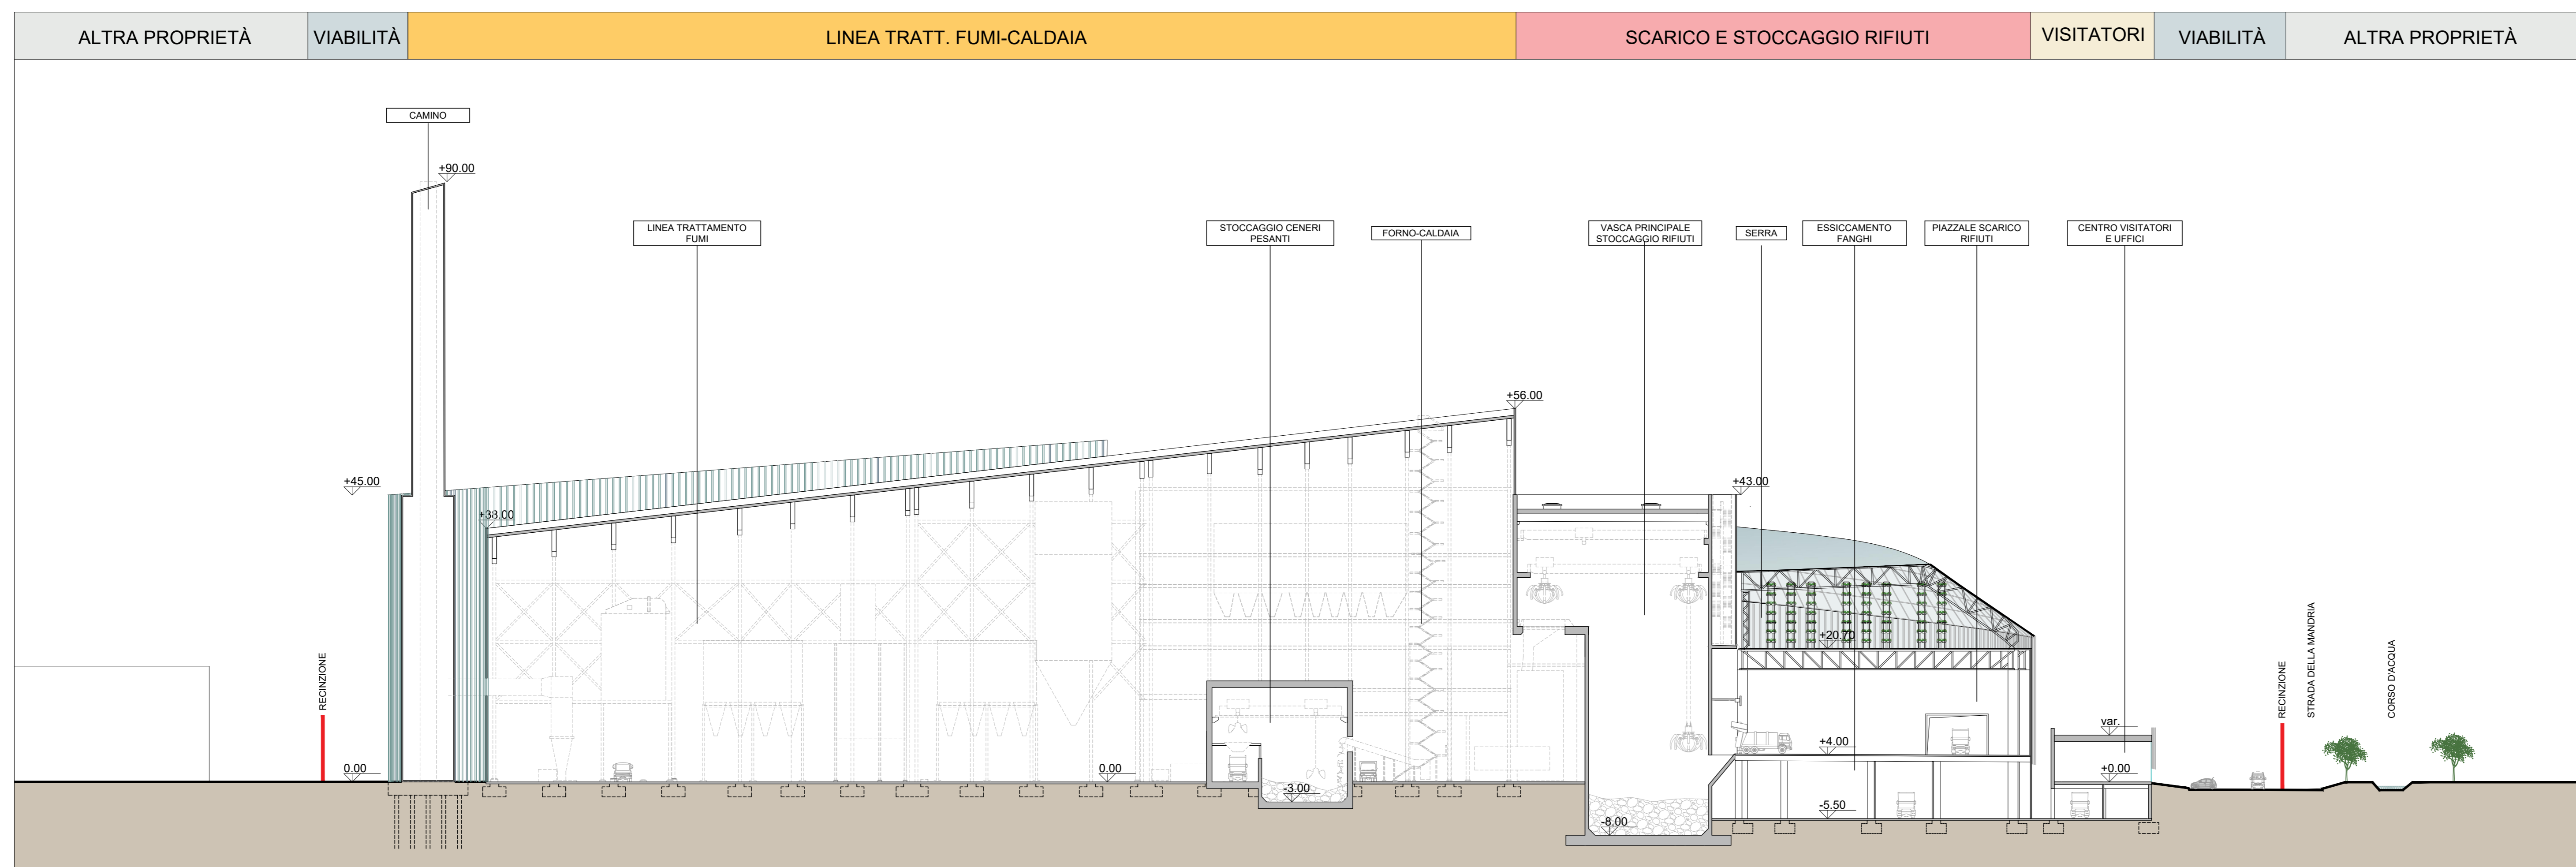 ALTRA PROPRIETÀ
VIABILITÀ
LINEA TRATT. FUMI-CALDAIA
SCARICO E STOCCAGGIO RIFIUTI
VISITATORI
VIABILITÀ
ALTRA PROPRIETÀ
CAMINO
+90.00
LINEA TRATTAMENTO
FUMI
STOCCAGGIO CENERI
PESANTI
FORNO-CALDAIA
VASCA PRINCIPALE
STOCCAGGIO RIFIUTI
SERRA
ESSICCAMENTO
FANGHI
PIAZZALE SCARICO
RIFIUTI
CENTRO VISITATORI
E UFFICI
+56.00
+45.00
+43.00
+38.00
+20.70
RECINZIONE
RECINZIONE
STRADA DELLA MANDRIA
CORSO D'ACQUA
var.
+4.00
0.00
0.00
+0.00
-3.00
-5.50
-8.00